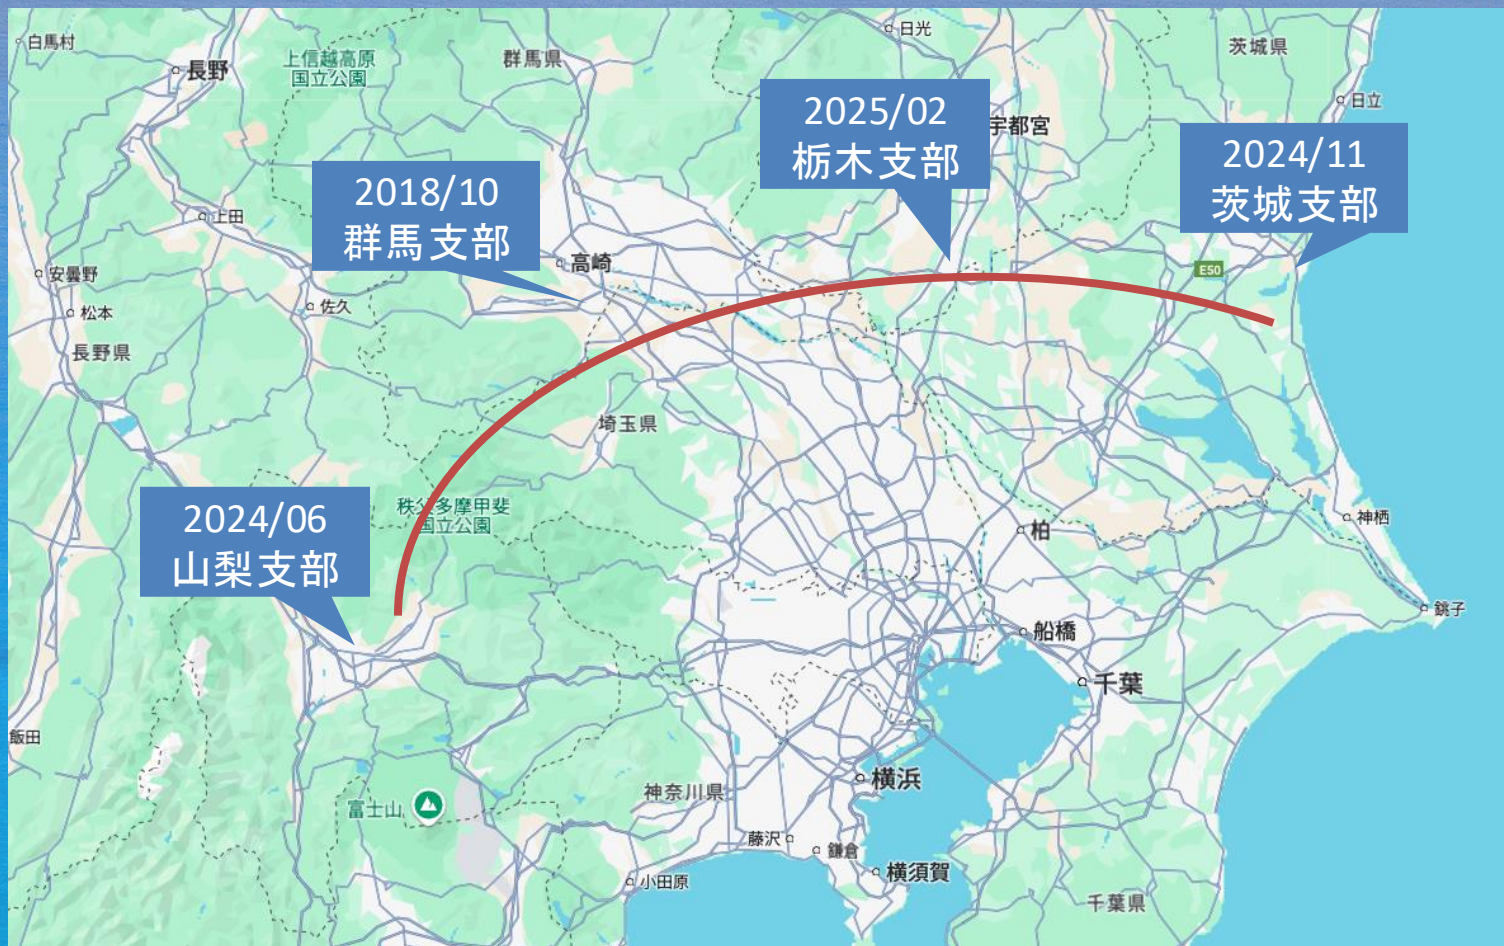 白馬村
長野
上信越高原
国立公園
群馬県
日光
茨城県
日立
2025/02
栃木支部
宇都宮
2024/11
茨城支部
2018/10
群馬支部
上田
高崎
安曇野
E50
松本
佐久
長野県
埼玉県
秩父多摩甲斐
国立公園
2024/06
山梨支部
柏
神栖
銚子
船橋
千葉
飯田
富士山
神奈川県
横浜
藤沢
鎌倉
小田原
横須賀
千葉県